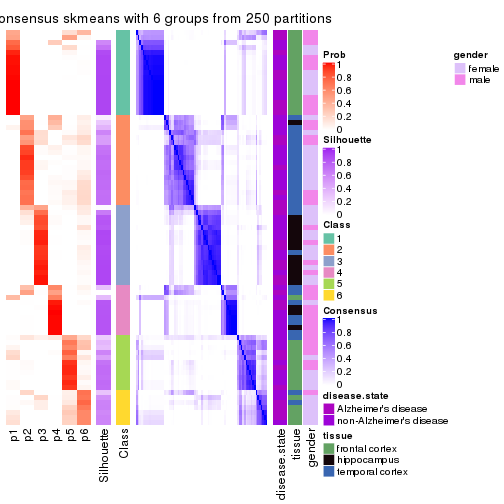 onsensus skmeans with 6 groups from 250 partitions
Prob
1
0.8
0.6
0.4
0.2
0
gender
female
male
Silhouette
1
0.8
0.6
0.4
0.2
0
Class
1
2
3
4
5
6
Consensus
1
0.8
0.6
0.4
0.2
0
disease.state
Alzheimer's disease
non-Alzheimer's disease
tissue
frontal cortex
hippocampus
temporal cortex
p1
p2
p3
p4
p5
p6
Silhouette
Class
disease.state
tissue
gender